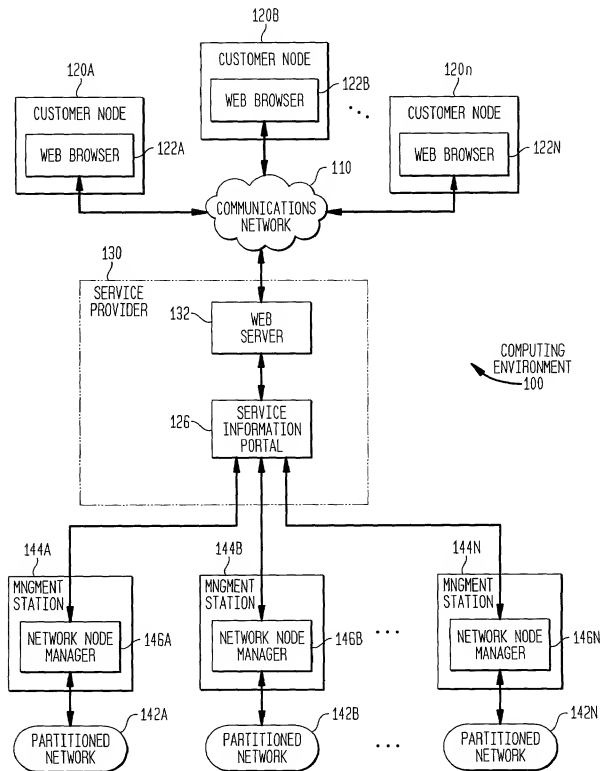 120B
CUSTOMER NODE
WEB BROWSER
122B
...
120A
CUSTOMER NODE
WEB BROWSER
122A
120n
CUSTOMER NODE
WEB BROWSER
122N
110
COMMUNICATIONS
NETWORK
130
SERVICE
PROVIDER
132
WEB
SERVER
COMPUTING
ENVIRONMENT
100
126
SERVICE
INFORMATION
PORTAL
144A
MNGMENT
STATION
NETWORK NODE
MANAGER
146A
144B
MNGMENT
STATION
NETWORK NODE
MANAGER
146B
...
144N
MNGMENT
STATION
NETWORK NODE
MANAGER
146N
142A
PARTITIONED
NETWORK
142B
PARTITIONED
NETWORK
...
142N
PARTITIONED
NETWORK